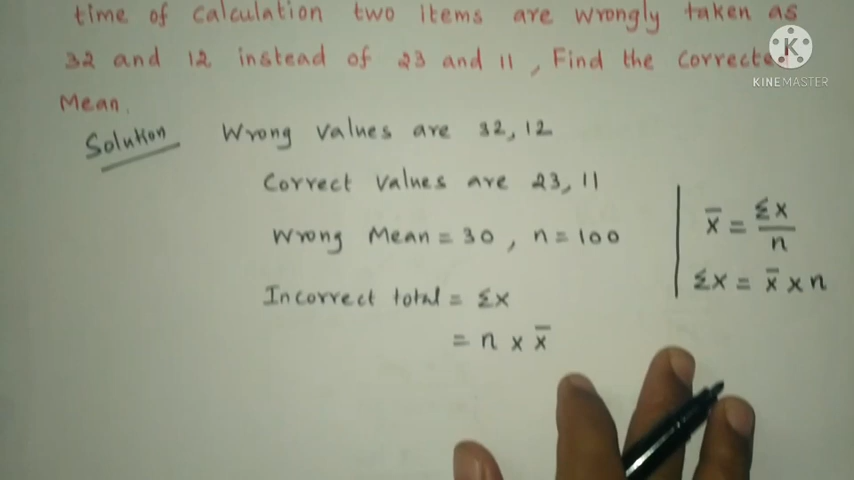 time of calculation two items are wrongly taken as
32 and 12 instead of 23 and 11, Find the corrected
Mean.
Solution
Wrong values are 32, 12
Correct values are 23, 11
Wrong Mean = 30, n = 100
Incorrect total = Σx
= n × x̄
x̄ = Σx / n
Σx = x̄ × n
K
KINEMASTER